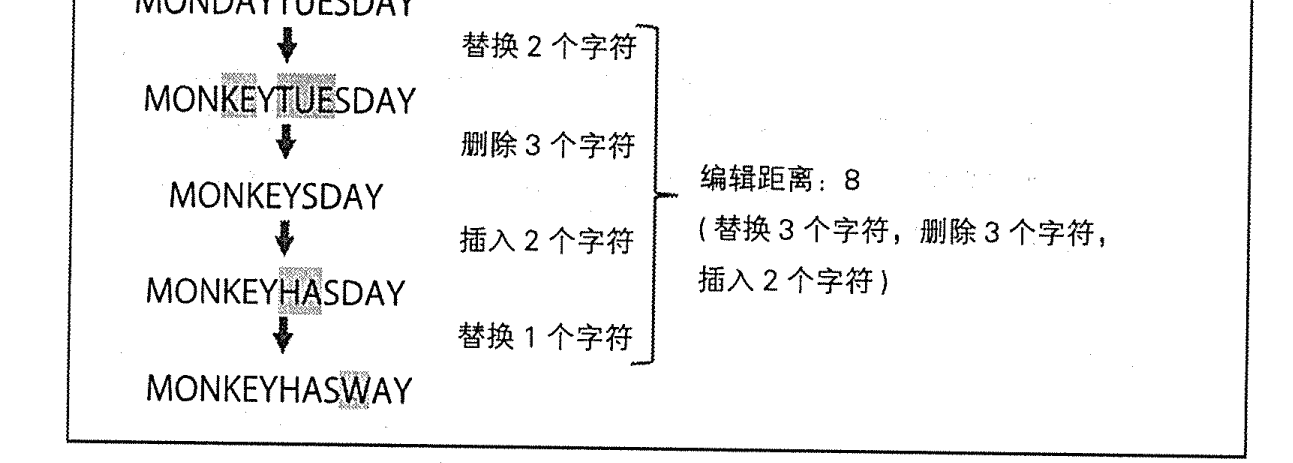 MONDAYTUESDAY
替换 2 个字符
MONKEYTUESDAY
删除 3 个字符
MONKEYSDAY
插入 2 个字符
MONKEYHASDAY
替换 1 个字符
MONKEYHASWAY
编辑距离：8
（替换 3 个字符，删除 3 个字符，
插入 2 个字符）